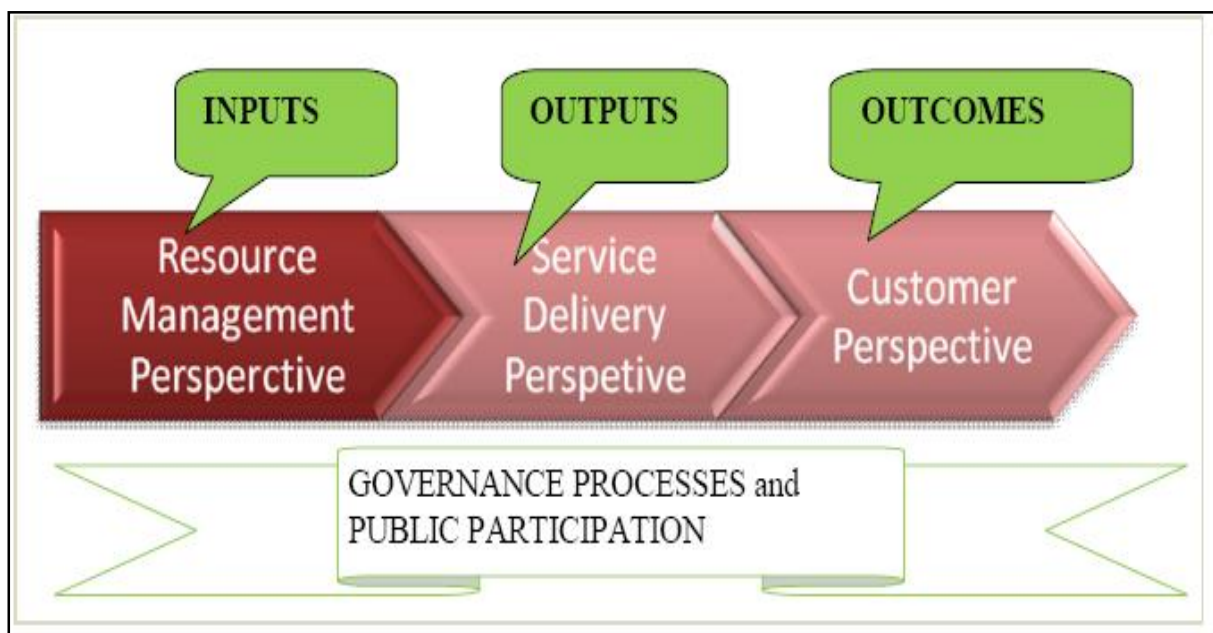 INPUTS
OUTPUTS
OUTCOMES
Resource
Management
Persperctive
Service
Delivery
Perspetive
Customer
Perspective
GOVERNANCE PROCESSES and
PUBLIC PARTICIPATION